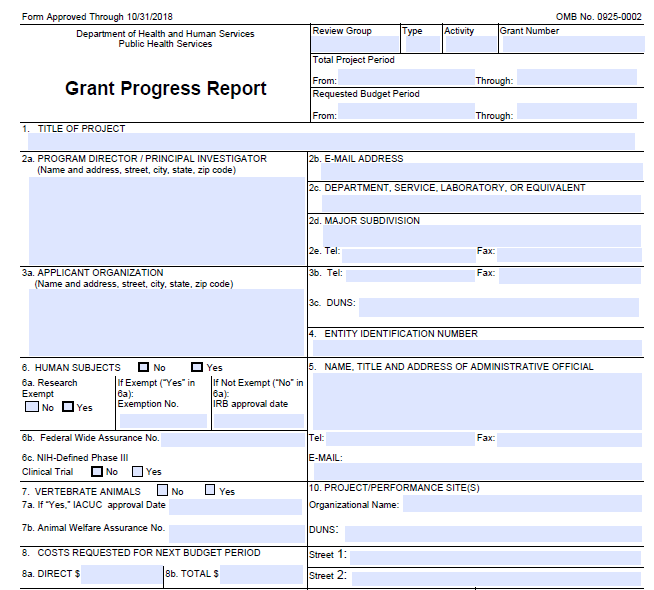 Form Approved Through 10/31/2018
OMB No. 0925-0002
Department of Health and Human Services
Public Health Services
Grant Progress Report
Review Group
Type
Activity
Grant Number
Total Project Period
From:
Through:
Requested Budget Period
From:
Through:
1. TITLE OF PROJECT
2a. PROGRAM DIRECTOR / PRINCIPAL INVESTIGATOR
(Name and address, street, city, state, zip code)
2b. E-MAIL ADDRESS
2c. DEPARTMENT, SERVICE, LABORATORY, OR EQUIVALENT
2d. MAJOR SUBDIVISION
2e. Tel:
Fax:
3a. APPLICANT ORGANIZATION
(Name and address, street, city, state, zip code)
3b. Tel:
Fax:
3c. DUNS:
4. ENTITY IDENTIFICATION NUMBER
6. HUMAN SUBJECTS
No
Yes
6a. Research
Exempt
No
Yes
If Exempt ("Yes" in
6a):
Exemption No.
If Not Exempt ("No" in
6a):
IRB approval date
6b. Federal Wide Assurance No.
6c. NIH-Defined Phase III
Clinical Trial
No
Yes
5. NAME, TITLE AND ADDRESS OF ADMINISTRATIVE OFFICIAL
Tel:
Fax:
E-MAIL:
7. VERTEBRATE ANIMALS
No
Yes
7a. If "Yes," IACUC approval Date
7b. Animal Welfare Assurance No.
10. PROJECT/PERFORMANCE SITE(S)
Organizational Name:
DUNS:
8. COSTS REQUESTED FOR NEXT BUDGET PERIOD
8a. DIRECT $
8b. TOTAL $
Street 1:
Street 2: